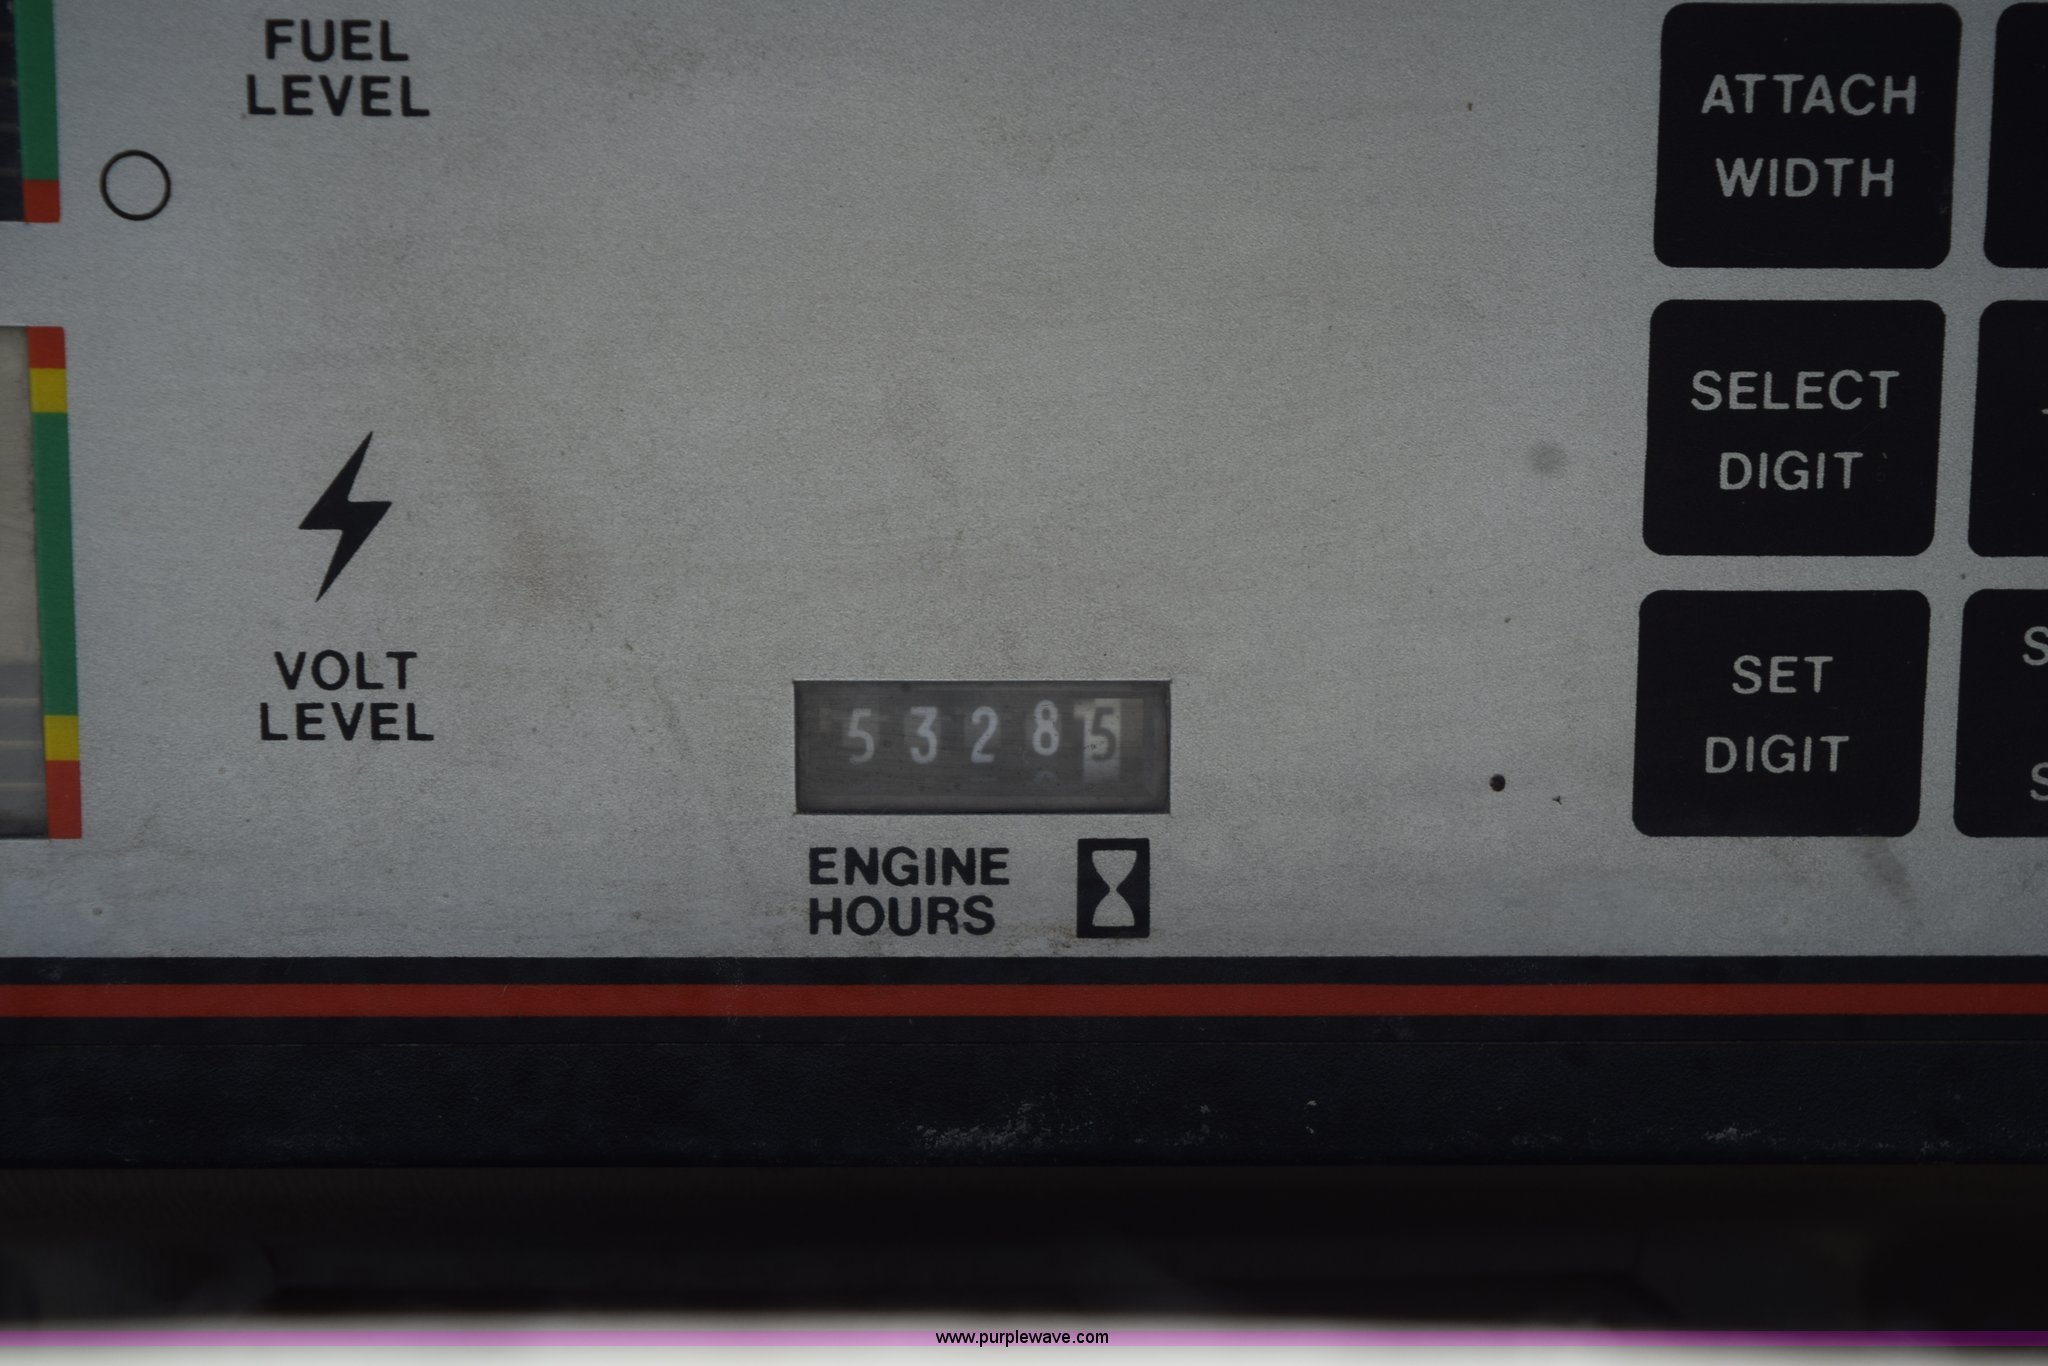 FUEL
LEVEL
VOLT
LEVEL
53285
ENGINE
HOURS
ATTACH
WIDTH
SELECT
DIGIT
SET
DIGIT
S
S
www.purplewave.com